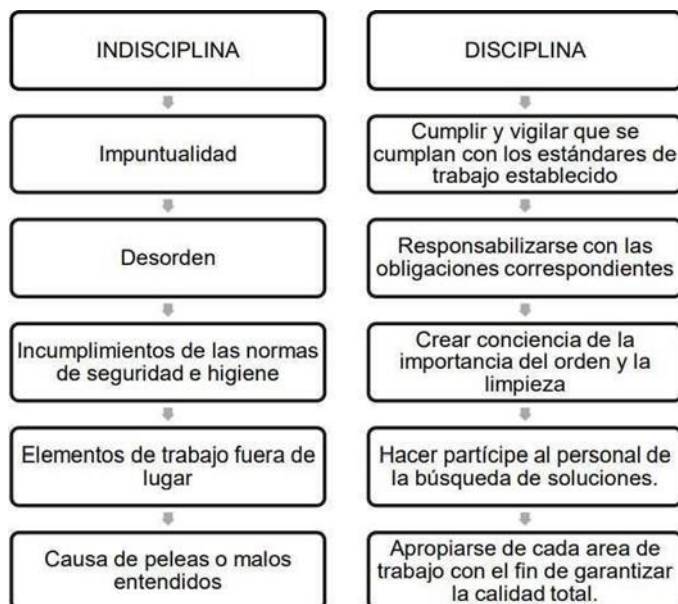 INDISCIPLINA
Impuntualidad
Desorden
Incumplimientos de las normas
de seguridad e higiene
Elementos de trabajo fuera de
lugar
Causa de peleas o malos
entendidos
DISCIPLINA
Cumplir y vigilar que se
cumplan con los estándares de
trabajo establecido
Responsabilizarse con las
obligaciones correspondientes
Crear conciencia de la
importancia del orden y la
limpieza
Hacer partícipe al personal de
la búsqueda de soluciones.
Apropiarse de cada area de
trabajo con el fin de garantizar
la calidad total.